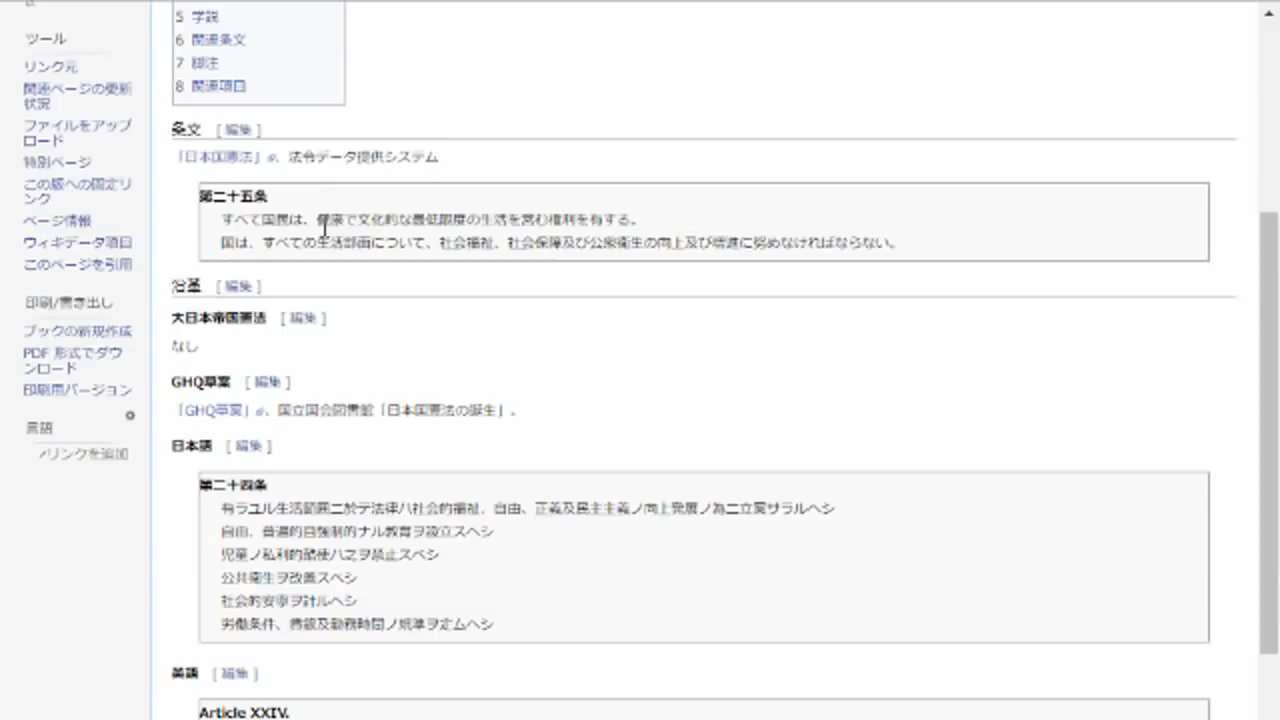 ツール
リンク元
関連ページの更新
状況
ファイルをアップ
ロード
特別ページ
この版への固定リ
ンク
ページ情報
ウィキデータ項目
このページを引用
印刷/書き出し
ブックの新規作成
PDF 形式でダウ
ンロード
印刷用バージョン
言語
リンクを追加
5 学説
6 関連条文
7 脚注
8 関連項目
条文 [編集]
「日本国憲法」、法令データ提供システム
第二十五条
すべて国民は、健康で文化的な最低限度の生活を営む権利を有する。
国は、すべての生活部面について、社会福祉、社会保障及び公衆衛生の向上及び増進に努めなければならない。
沿革 [編集]
大日本帝国憲法 [編集]
なし
GHQ草案 [編集]
「GHQ草案」、国立国会図書館「日本国憲法の誕生」。
日本語 [編集]
第二十四条
有ラユル生活範囲ニ於テ法律ハ社会的福祉、自由、正義及民主主義ノ向上発展ノ為ニ立案サラルヘシ
自由、普遍的且強制的ナル教育ヲ設立スヘシ
児童ノ私利的酷使ハ之ヲ禁止スベシ
公共衛生ヲ改善スベシ
社会的安寧ヲ計ルヘシ
労働条件、賃銀及勤務時間ノ規準ヲ定ムヘシ
英語 [編集]
Article XXIV.